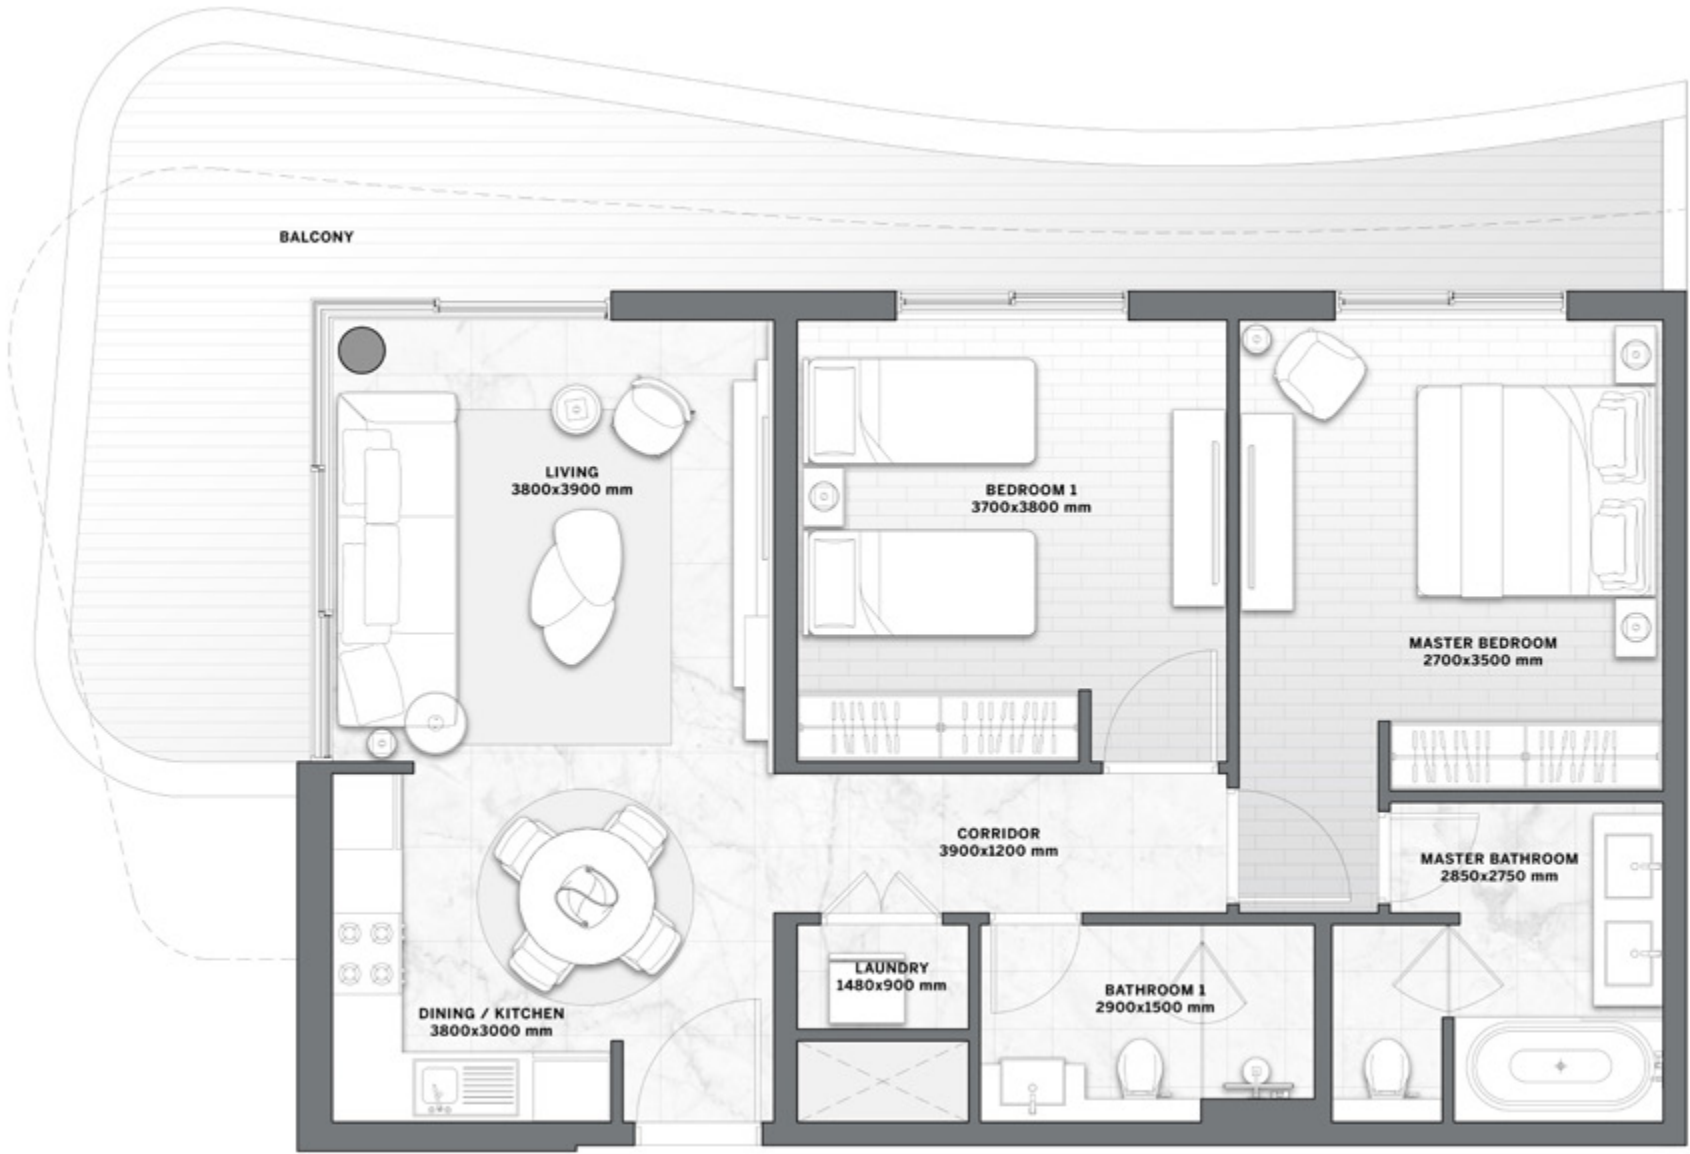 BALCONY
LIVING
3800x3900 mm
BEDROOM 1
3700x3800 mm
MASTER BEDROOM
2700x3500 mm
CORRIDOR
3900x1200 mm
MASTER BATHROOM
2850x2750 mm
LAUNDRY
1480x900 mm
BATHROOM 1
2900x1500 mm
DINING / KITCHEN
3800x3000 mm